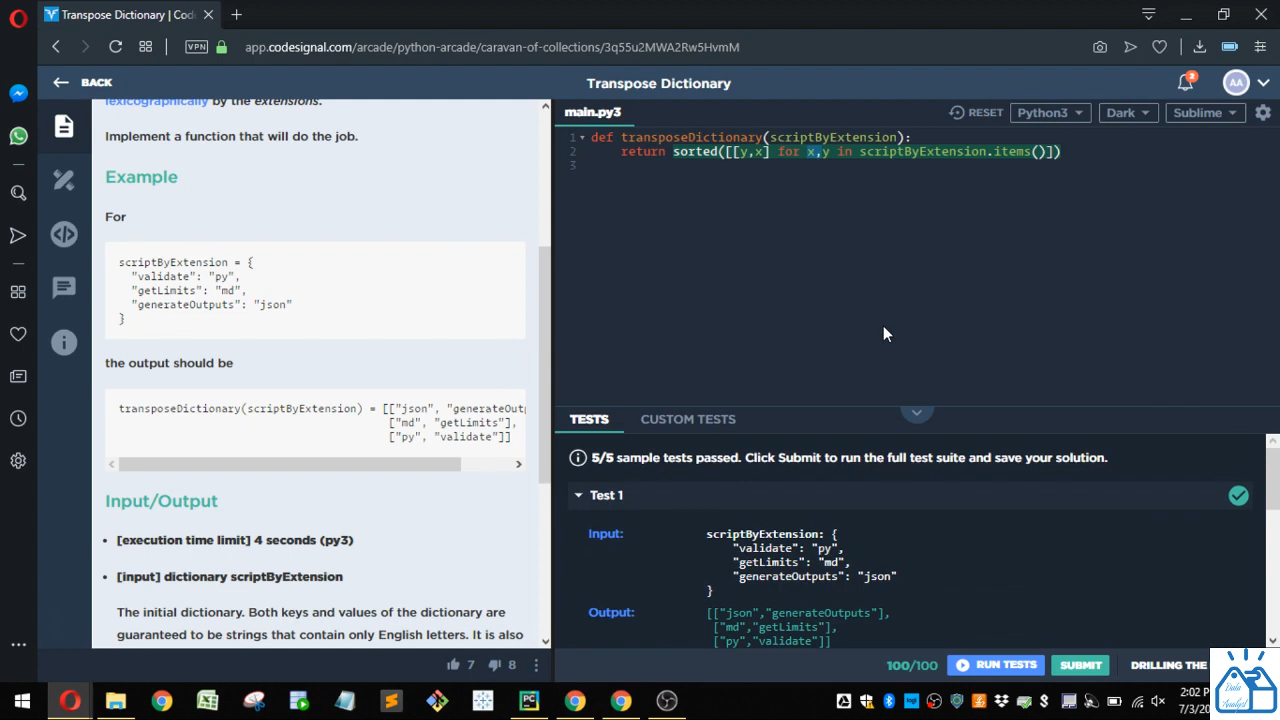 Transpose Dictionary | Code
VPN
app.codesignal.com/arcade/python-arcade/caravan-of-collections/3q55u2MWA2Rw5HvmM
BACK
Transpose Dictionary
2
AA
lexicographically by the extensions.
Implement a function that will do the job.
Example
For
scriptByExtension = {
"validate": "py",
"getLimits": "md",
"generateOutputs": "json"
}
the output should be
transposeDictionary(scriptByExtension) = [["json", "generateOutp
["md", "getLimits"],
["py", "validate"]]
Input/Output
• [execution time limit] 4 seconds (py3)
• [input] dictionary scriptByExtension
The initial dictionary. Both keys and values of the dictionary are
guaranteed to be strings that contain only English letters. It is also
7
8
main.py3
RESET
Python3
Dark
Sublime
1 def transposeDictionary(scriptByExtension):
2 return sorted([[y,x] for x,y in scriptByExtension.items()])
3
TESTS
CUSTOM TESTS
5/5 sample tests passed. Click Submit to run the full test suite and save your solution.
Test 1
Input:
scriptByExtension: {
"validate": "py",
"getLimits": "md",
"generateOutputs": "json"
}
Output:
[["json","generateOutputs"],
["md","getLimits"],
["py","validate"]]
100/100
RUN TESTS
SUBMIT
DRILLING THE
2:02 PM
Data
Analyst